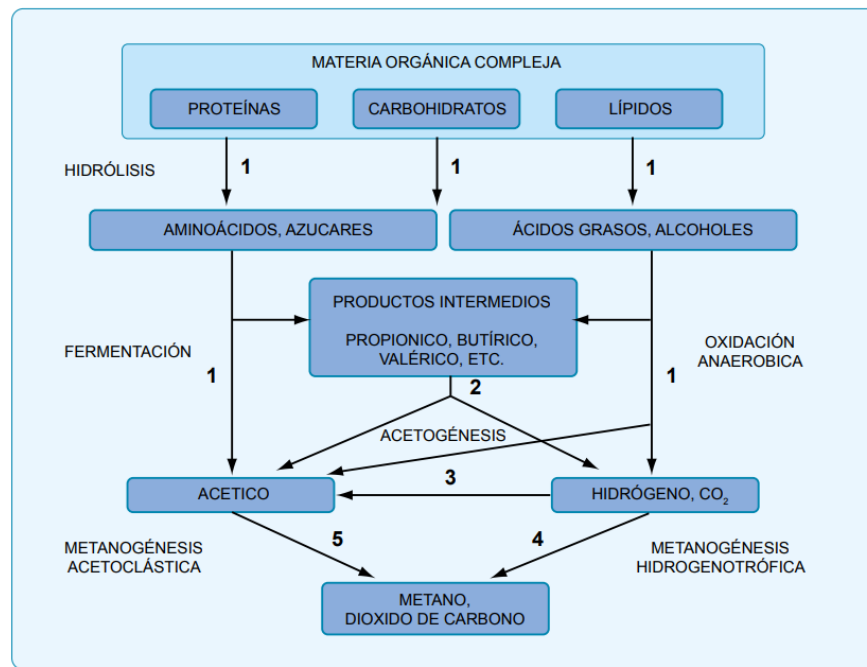 MATERIA ORGÁNICA COMPLEJA
PROTEÍNAS
CARBOHIDRATOS
LÍPIDOS
HIDRÓLISIS
1
1
1
AMINOÁCIDOS, AZUCARES
ÁCIDOS GRASOS, ALCOHOLES
PRODUCTOS INTERMEDIOS
PROPIONICO, BUTÍRICO,
VALÉRICO, ETC.
FERMENTACIÓN
1
OXIDACIÓN
ANAEROBICA
1
2
ACETOGÉNESIS
ACETICO
3
HIDRÓGENO, CO₂
METANOGÉNESIS
ACETOCLÁSTICA
5
4
METANOGÉNESIS
HIDROGENOTRÓFICA
METANO,
DIOXIDO DE CARBONO